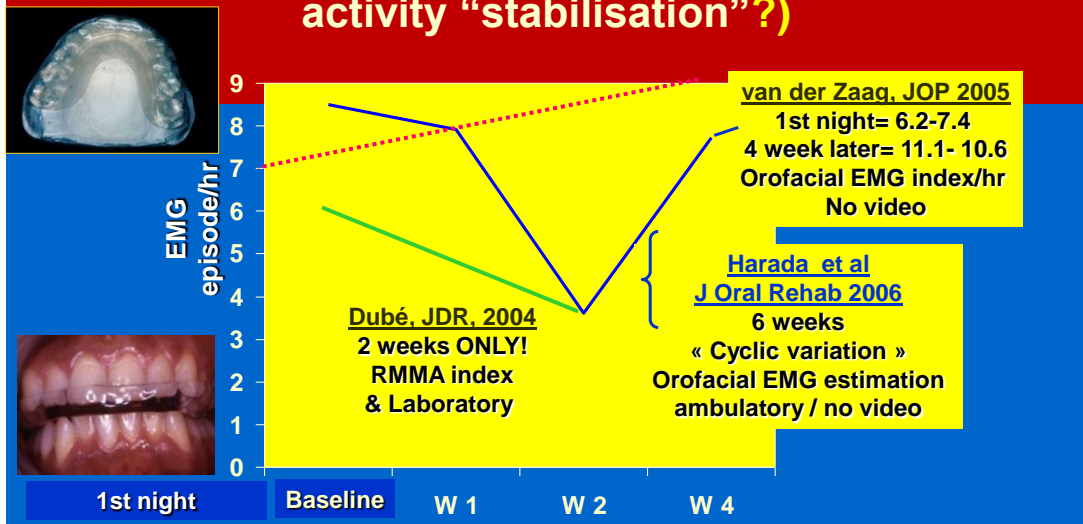 activity “stabilisation”?)
9
8
7
6
5
4
3
2
1
0
EMG
episode/hr
van der Zaag, JOP 2005
1st night= 6.2-7.4
4 week later= 11.1- 10.6
Orofacial EMG index/hr
No video
Dubé, JDR, 2004
2 weeks ONLY!
RMMA index
& Laboratory
Harada et al
J Oral Rehab 2006
6 weeks
« Cyclic variation »
Orofacial EMG estimation
ambulatory / no video
1st night Baseline W 1 W 2 W 4